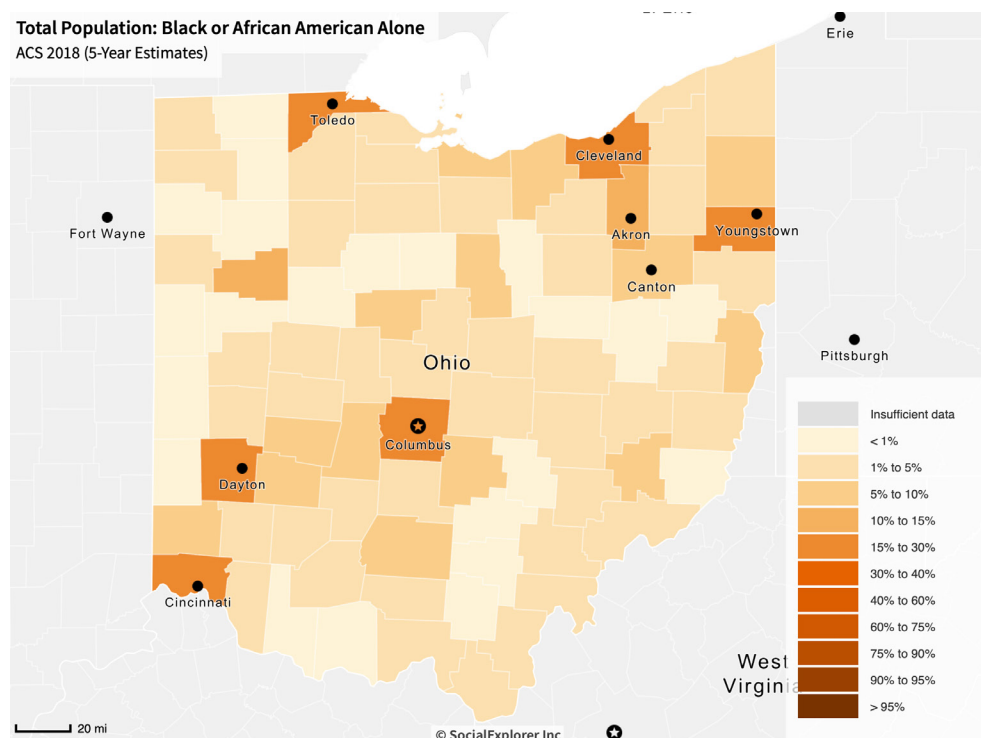 Total Population: Black or African American Alone
ACS 2018 (5-Year Estimates)
Erie
Toledo
Cleveland
Fort Wayne
Akron
Youngstown
Canton
Ohio
Pittsburgh
Columbus
Dayton
Cincinnati
West
Virginia
Insufficient data
< 1%
1% to 5%
5% to 10%
10% to 15%
15% to 30%
30% to 40%
40% to 60%
60% to 75%
75% to 90%
90% to 95%
> 95%
20 mi
© SocialExplorer Inc